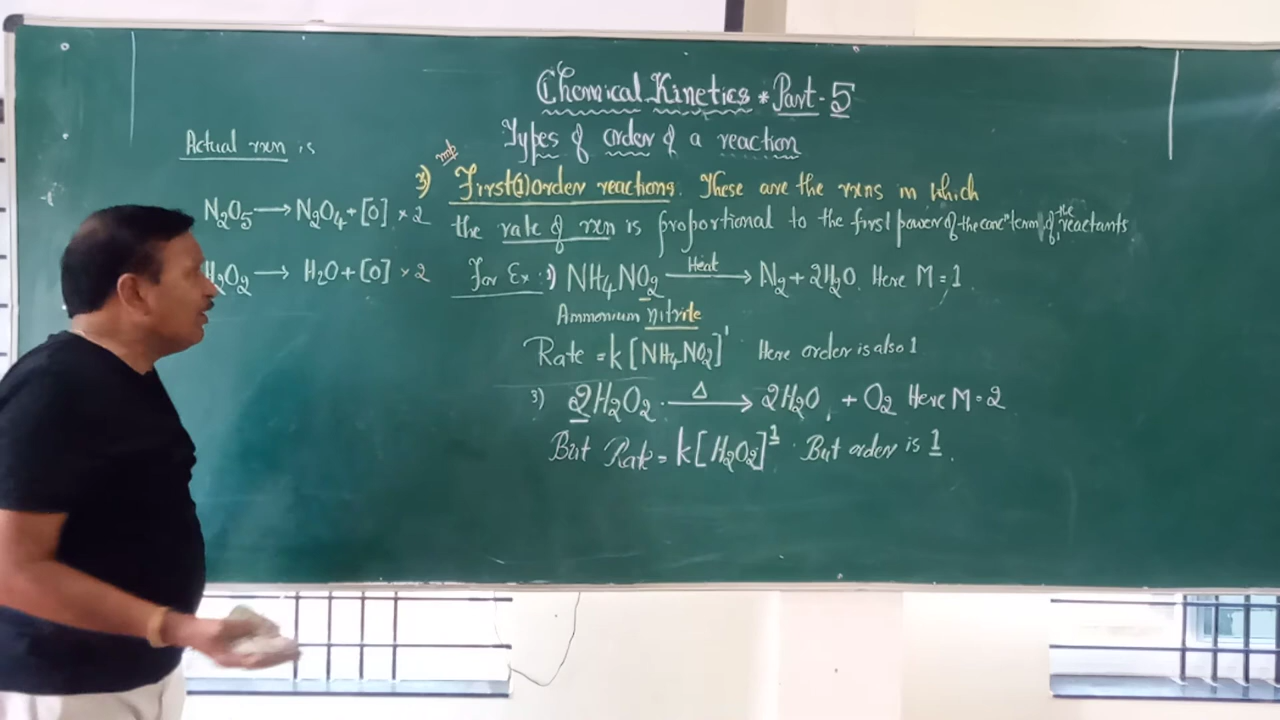 Chemical Kinetics * Part - 5
Types of order of a reaction
Actual rxn is
N₂O₅ → N₂O₄ + [O] × 2
H₂O₂ → H₂O + [O] × 2
imp
3) First(1) Order reactions. These are the rxns in which
the rate of rxn is proportional to the first power of the concⁿ term of the reactants
For Ex: 1) NH₄NO₂ —Heat→ N₂ + 2H₂O. Here M = 1.
Ammonium nitrite
Rate = k [NH₄NO₂]¹ Here order is also 1
3) 2H₂O₂ —Δ→ 2H₂O + O₂ Here M = 2
But Rate = k [H₂O₂]¹. But order is 1.